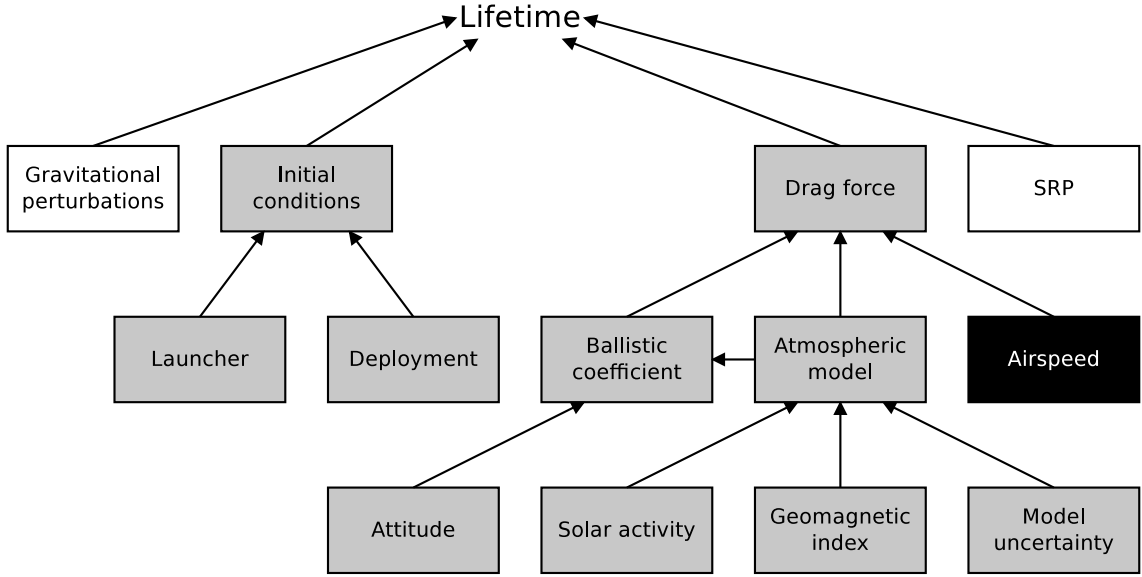 Lifetime
Gravitational
perturbations
Initial
conditions
Drag force
SRP
Launcher
Deployment
Ballistic
coefficient
Atmospheric
model
Airspeed
Attitude
Solar activity
Geomagnetic
index
Model
uncertainty